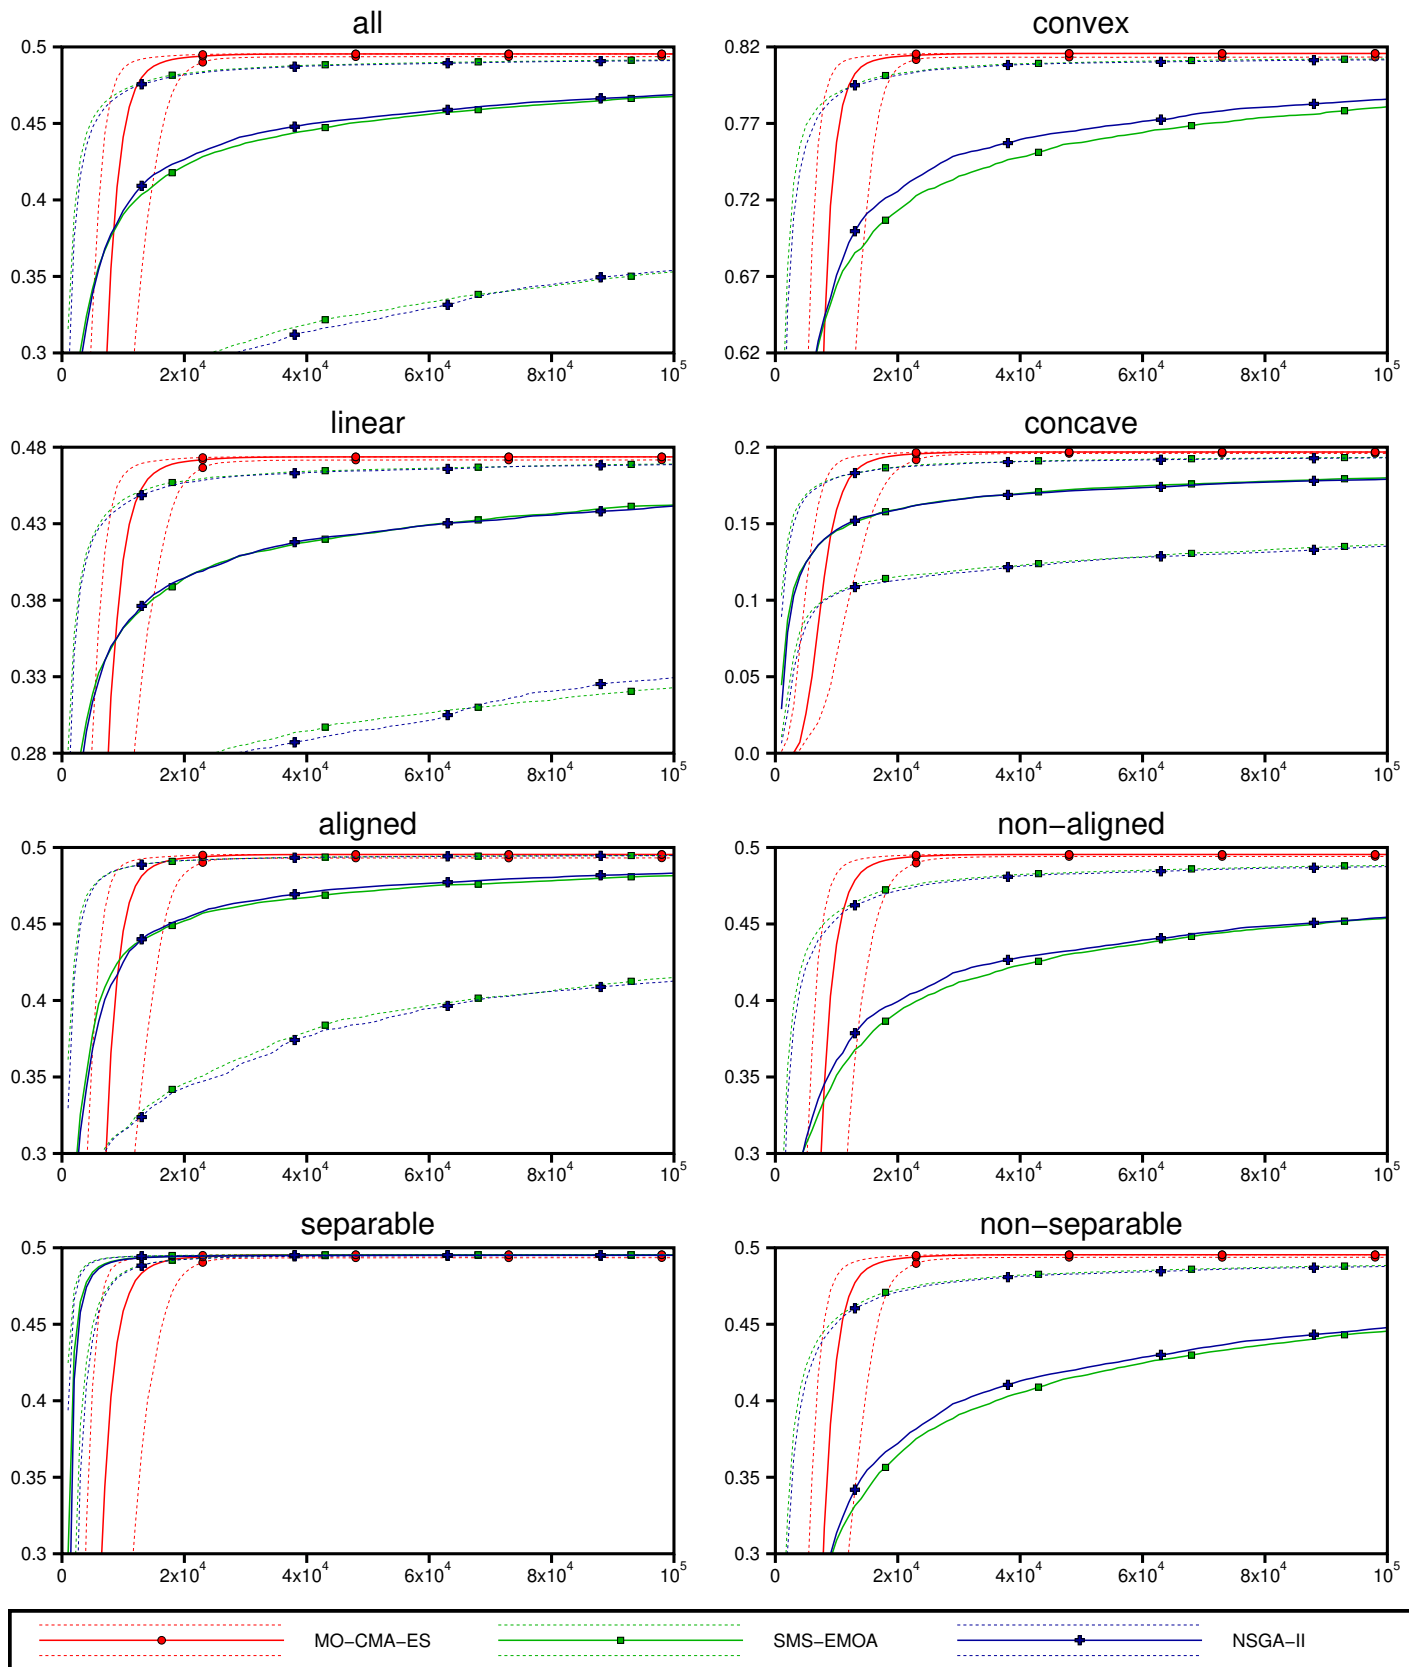 all convex
0.5 0.82
0.45 0.77
0.4 0.72
0.35 0.67
0.3 0.62
0 2x10⁴ 4x10⁴ 6x10⁴ 8x10⁴ 10⁵ 0 2x10⁴ 4x10⁴ 6x10⁴ 8x10⁴ 10⁵
linear concave
0.48 0.2
0.43 0.15
0.38 0.1
0.33 0.05
0.28 0.0
0 2x10⁴ 4x10⁴ 6x10⁴ 8x10⁴ 10⁵ 0 2x10⁴ 4x10⁴ 6x10⁴ 8x10⁴ 10⁵
aligned non−aligned
0.5 0.5
0.45 0.45
0.4 0.4
0.35 0.35
0.3 0.3
0 2x10⁴ 4x10⁴ 6x10⁴ 8x10⁴ 10⁵ 0 2x10⁴ 4x10⁴ 6x10⁴ 8x10⁴ 10⁵
separable non−separable
0.5 0.5
0.45 0.45
0.4 0.4
0.35 0.35
0.3 0.3
0 2x10⁴ 4x10⁴ 6x10⁴ 8x10⁴ 10⁵ 0 2x10⁴ 4x10⁴ 6x10⁴ 8x10⁴ 10⁵
MO−CMA−ES SMS−EMOA NSGA−II